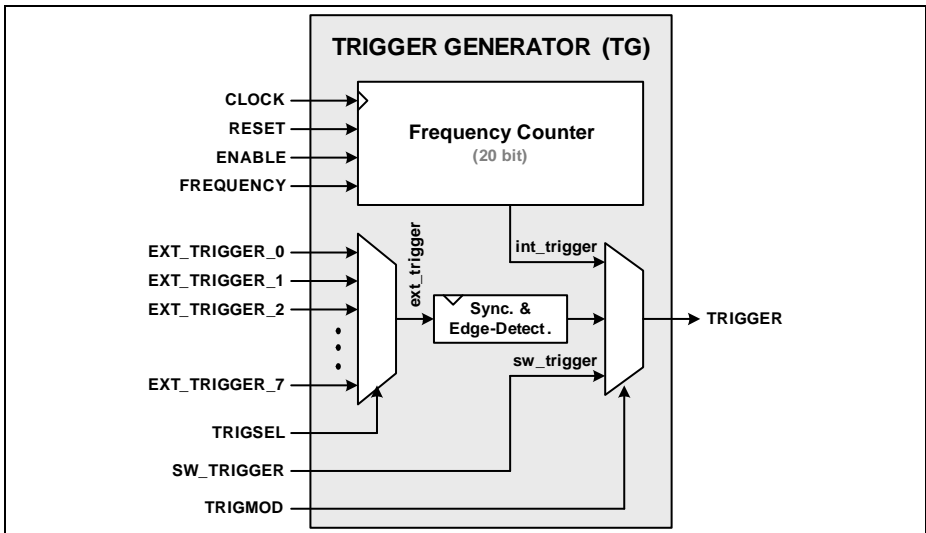 TRIGGER GENERATOR (TG)
CLOCK
RESET
ENABLE
FREQUENCY
Frequency Counter
(20 bit)
EXT_TRIGGER_0
EXT_TRIGGER_1
EXT_TRIGGER_2
EXT_TRIGGER_7
ext_trigger
int_trigger
Sync. &
Edge-Detect.
sw_trigger
TRIGGER
TRIGSEL
SW_TRIGGER
TRIGMOD